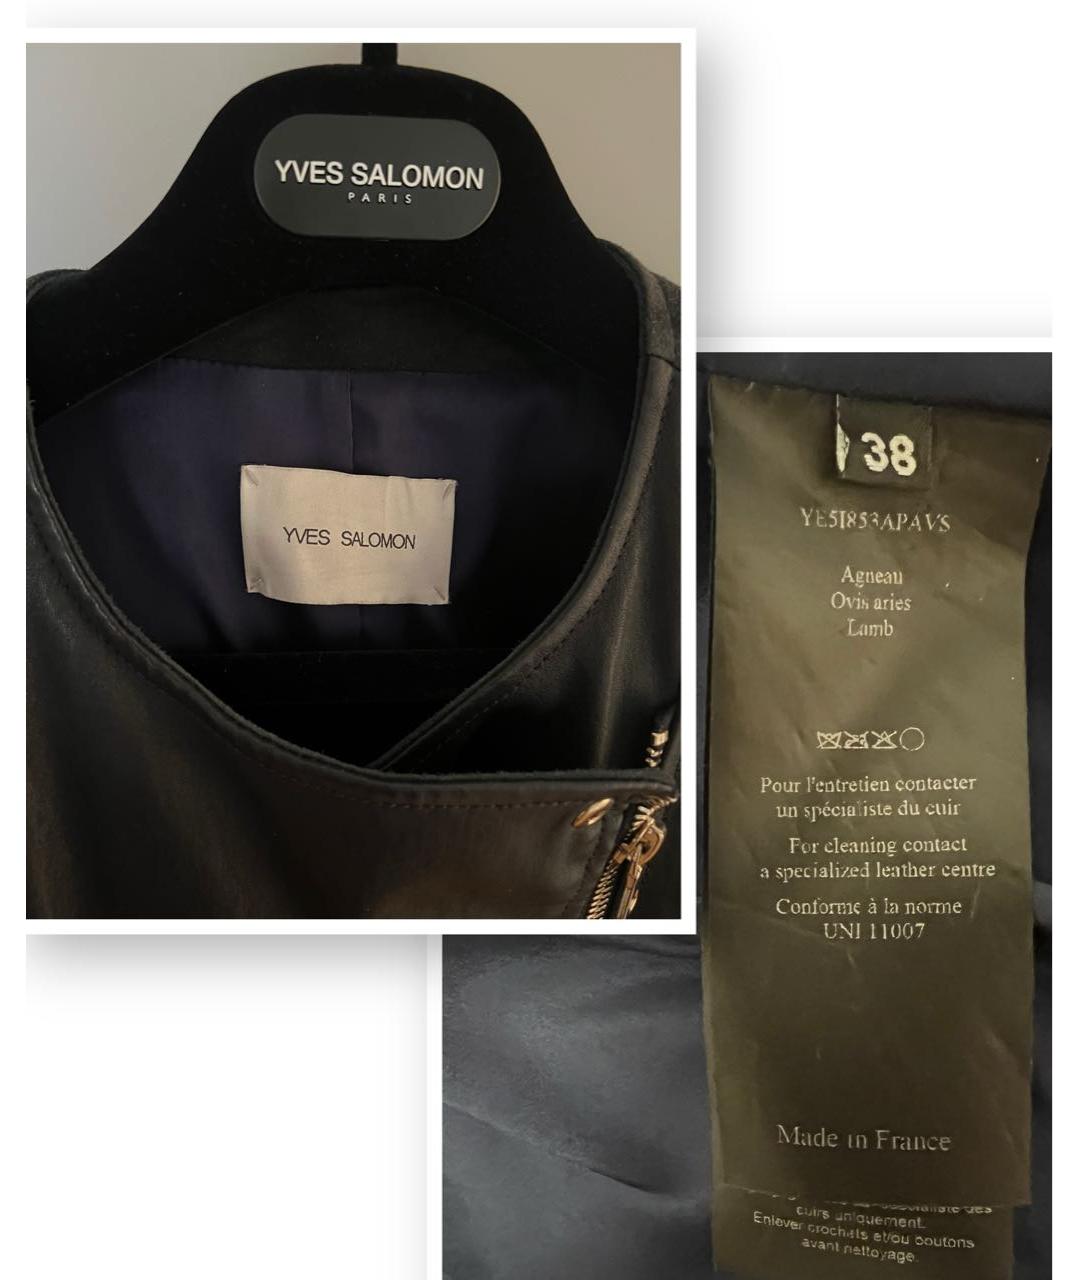 YVES SALOMON
PARIS
YVES SALOMON
38
YE5I853APAVS
Agneau
Ovis aries
Lamb
Pour l'entretien contacter
un spécialiste du cuir
For cleaning contact
a specialized leather centre
Conforme à la norme
UNI 11007
Made in France
cuirs uniquement.
Enlever crochets et/ou boutons
avant nettoyage.